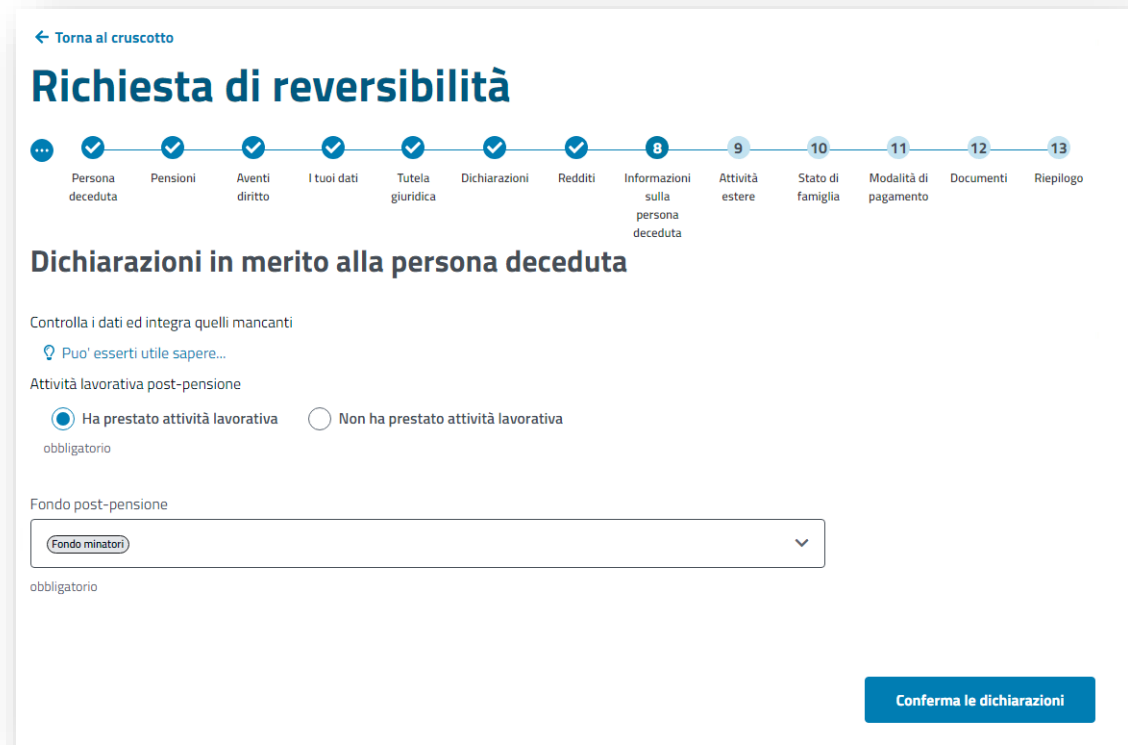 ← Torna al cruscotto
Richiesta di reversibilità
Persona deceduta
Pensioni
Aventi diritto
I tuoi dati
Tutela giuridica
Dichiarazioni
Redditi
8
Informazioni sulla persona deceduta
9
Attività estere
10
Stato di famiglia
11
Modalità di pagamento
12
Documenti
13
Riepilogo
Dichiarazioni in merito alla persona deceduta
Controlla i dati ed integra quelli mancanti
Puo' esserti utile sapere...
Attività lavorativa post-pensione
Ha prestato attività lavorativa
Non ha prestato attività lavorativa
obbligatorio
Fondo post-pensione
Fondo minatori
obbligatorio
Conferma le dichiarazioni